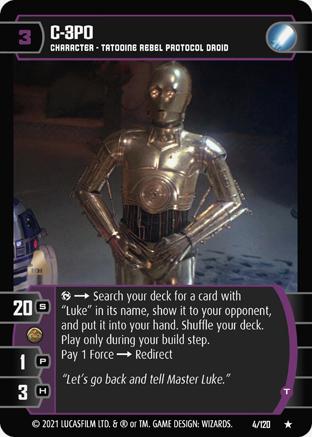 3
C-3PO
CHARACTER - TATOOINE REBEL PROTOCOL DROID
20 S
1 P
3 H
→ Search your deck for a card with
"Luke" in its name, show it to your opponent,
and put it into your hand. Shuffle your deck.
Play only during your build step.
Pay 1 Force → Redirect
"Let's go back and tell Master Luke."
T
© 2021 LUCASFILM LTD. & ® or TM. GAME DESIGN: WIZARDS.
4/120
★